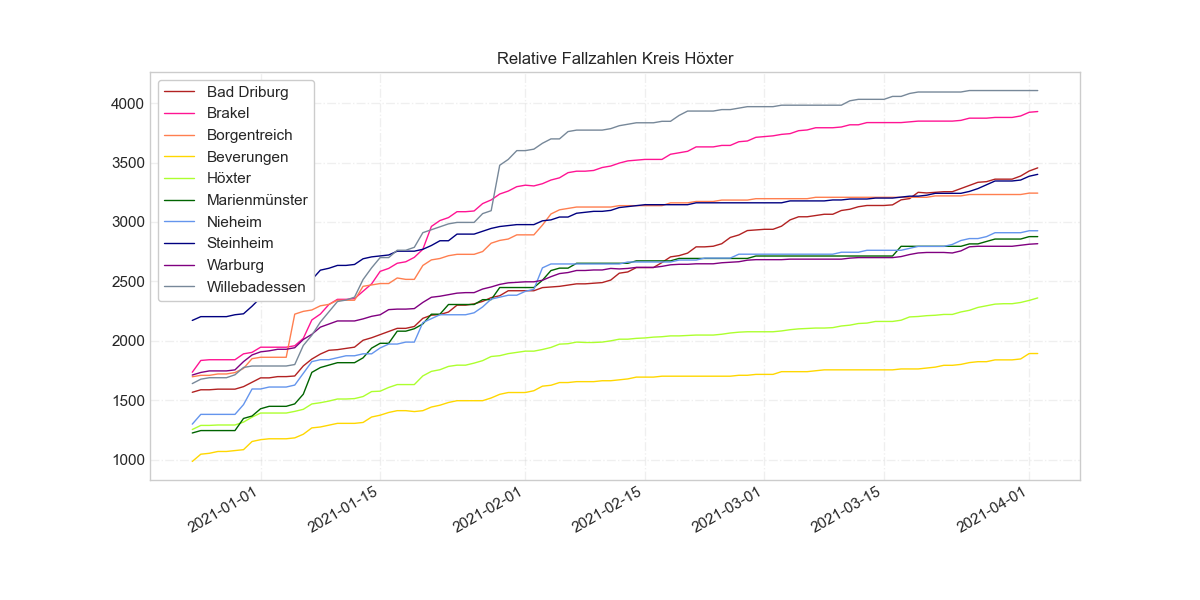 Relative Fallzahlen Kreis Höxter
Bad Driburg
Brakel
Borgentreich
Beverungen
Höxter
Marienmünster
Nieheim
Steinheim
Warburg
Willebadessen
4000
3500
3000
2500
2000
1500
1000
2021-01-01
2021-01-15
2021-02-01
2021-02-15
2021-03-01
2021-03-15
2021-04-01